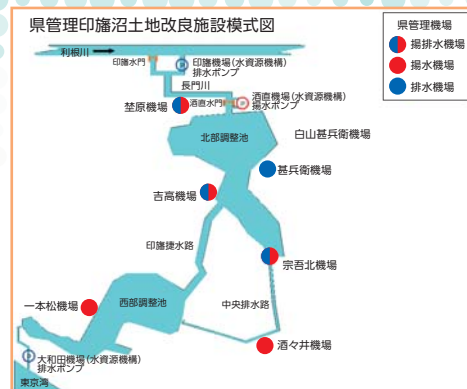 県管理印旛沼土地改良施設模式図
県管理機場
揚排水機場
揚水機場
排水機場
利根川
印旛水門
印旛機場(水資源機構)
排水ポンプ
長門川
酒直水門
酒直機場(水資源機構)
揚水ポンプ
埜原機場
北部調整池
白山甚兵衛機場
甚兵衛機場
吉高機場
印旛捷水路
宗吾北機場
一本松機場
西部調整池
中央排水路
酒々井機場
大和田機場(水資源機構)
排水ポンプ
東京湾